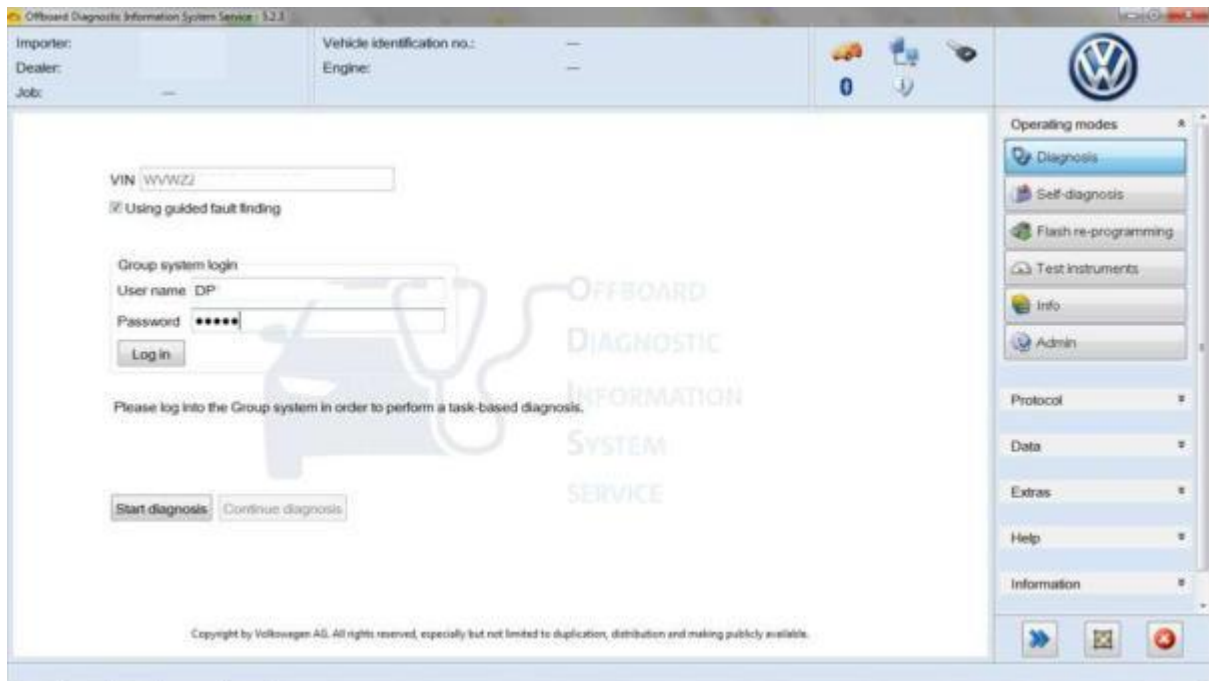 Offboard Diagnostic Information System Service - 5.2.3
Importer:
Dealer:
Job: ---
Vehicle identification no.: ---
Engine: ---
VIN WVWZ2
Using guided fault finding
Group system login
User name DP
Password •••••
Log in
Please log into the Group system in order to perform a task-based diagnosis.
OFFBOARD
DIAGNOSTIC
INFORMATION
SYSTEM
SERVICE
Start diagnosis Continue diagnosis
Copyright by Volkswagen AG. All rights reserved, especially but not limited to duplication, distribution and making publicly available.
Operating modes
Diagnosis
Self-diagnosis
Flash re-programming
Test instruments
Info
Admin
Protocol
Data
Extras
Help
Information